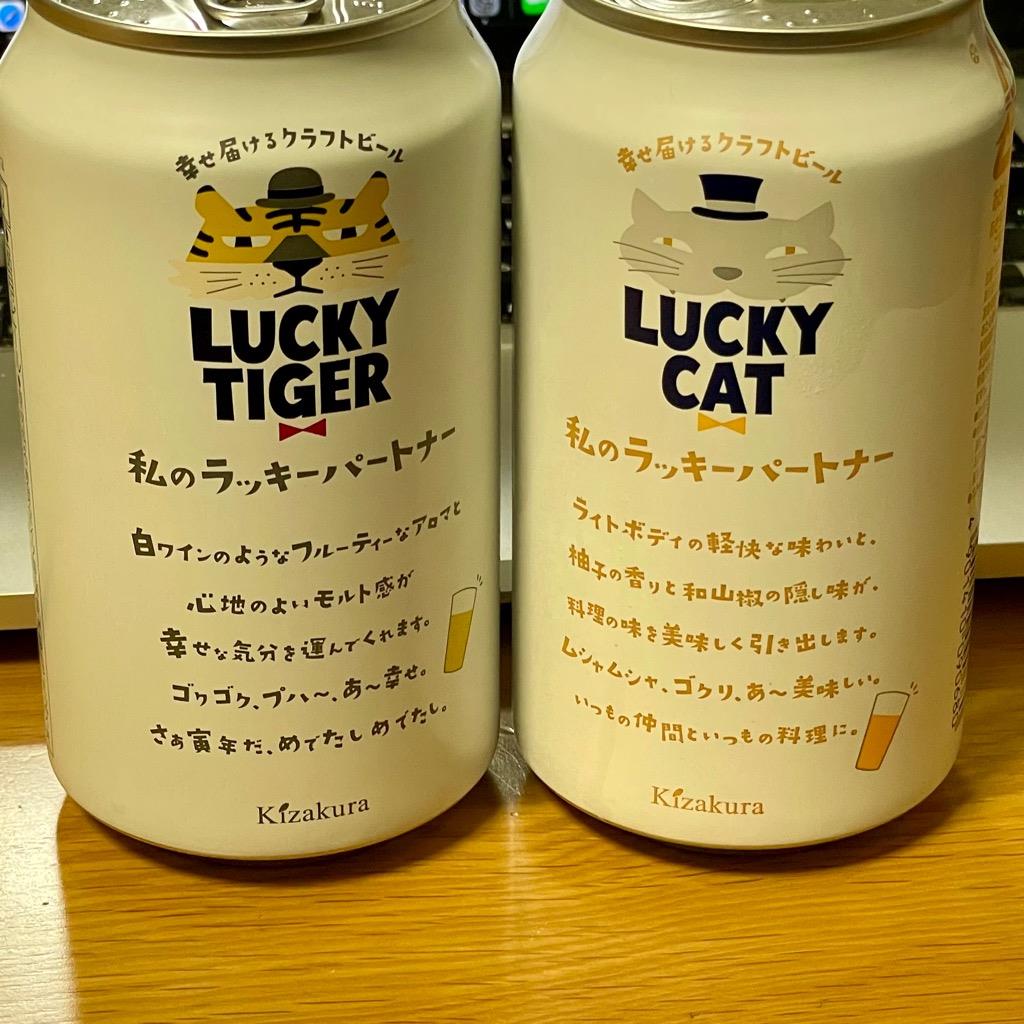 幸せ届けるクラフトビール
LUCKY
TIGER
私のラッキーパートナー
白ワインのようなフルーティーなアロマと
心地のよいモルト感が
幸せな気分を運んでくれます。
ゴクゴク、プハ〜、あ〜幸せ。
さぁ寅年だ、めでたしめでたし。
Kizakura
幸せ届けるクラフトビール
LUCKY
CAT
私のラッキーパートナー
ライトボディの軽快な味わいと、
柚子の香りと和山椒の隠し味が、
料理の味を美味しく引き出します。
ムシャムシャ、ゴクリ、あ〜美味しい。
いつもの仲間といつもの料理に。
Kizakura